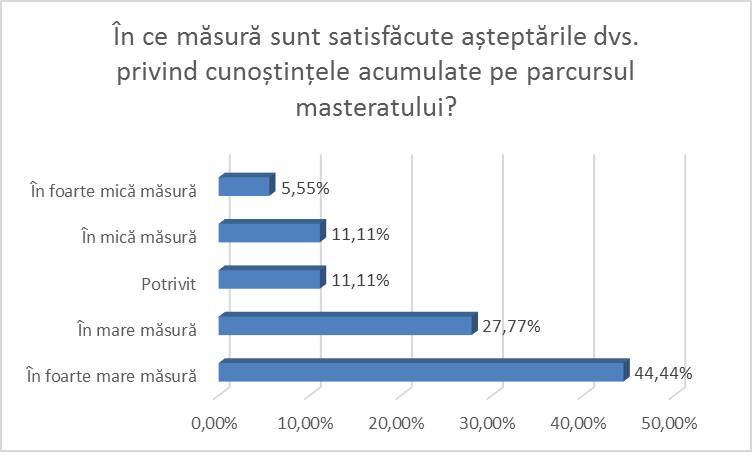 În ce măsură sunt satisfăcute așteptările dvs.
privind cunoștințele acumulate pe parcursul
masteratului?
În foarte mică măsură 5,55%
În mică măsură 11,11%
Potrivit 11,11%
În mare măsură 27,77%
În foarte mare măsură 44,44%
0,00% 10,00% 20,00% 30,00% 40,00% 50,00%